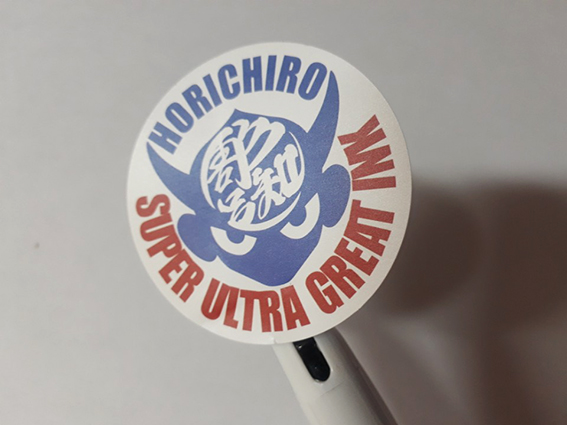 HORICHIRO
SUPER ULTRA GREAT INK